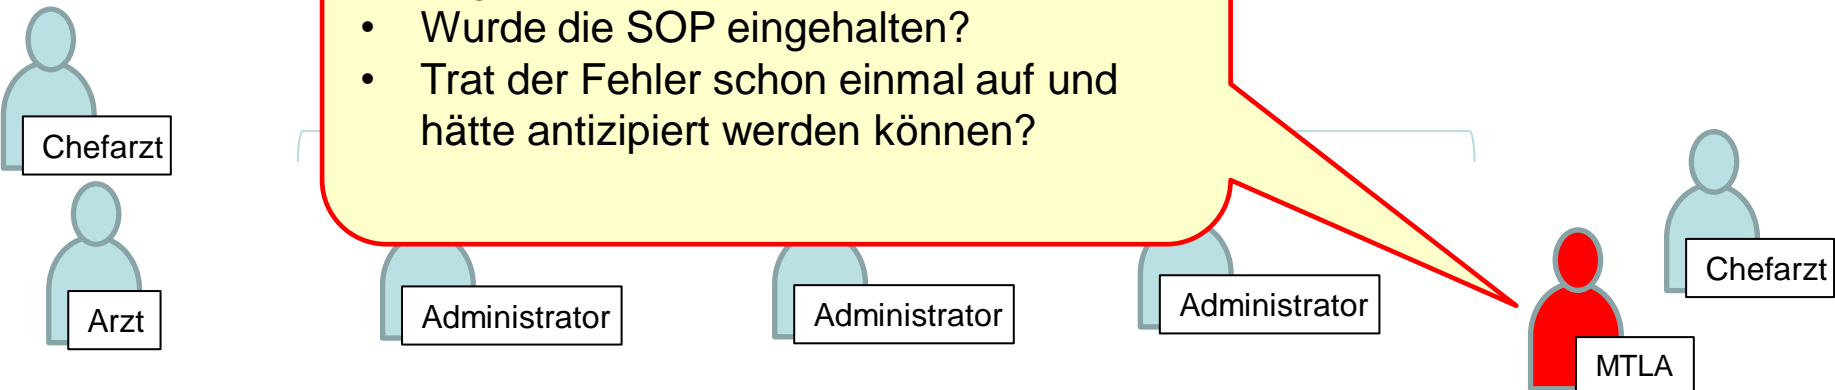 • Wurde die SOP eingehalten?
• Trat der Fehler schon einmal auf und
hätte antizipiert werden können?
Chefarzt
Arzt
Administrator
Administrator
Administrator
Chefarzt
MTLA